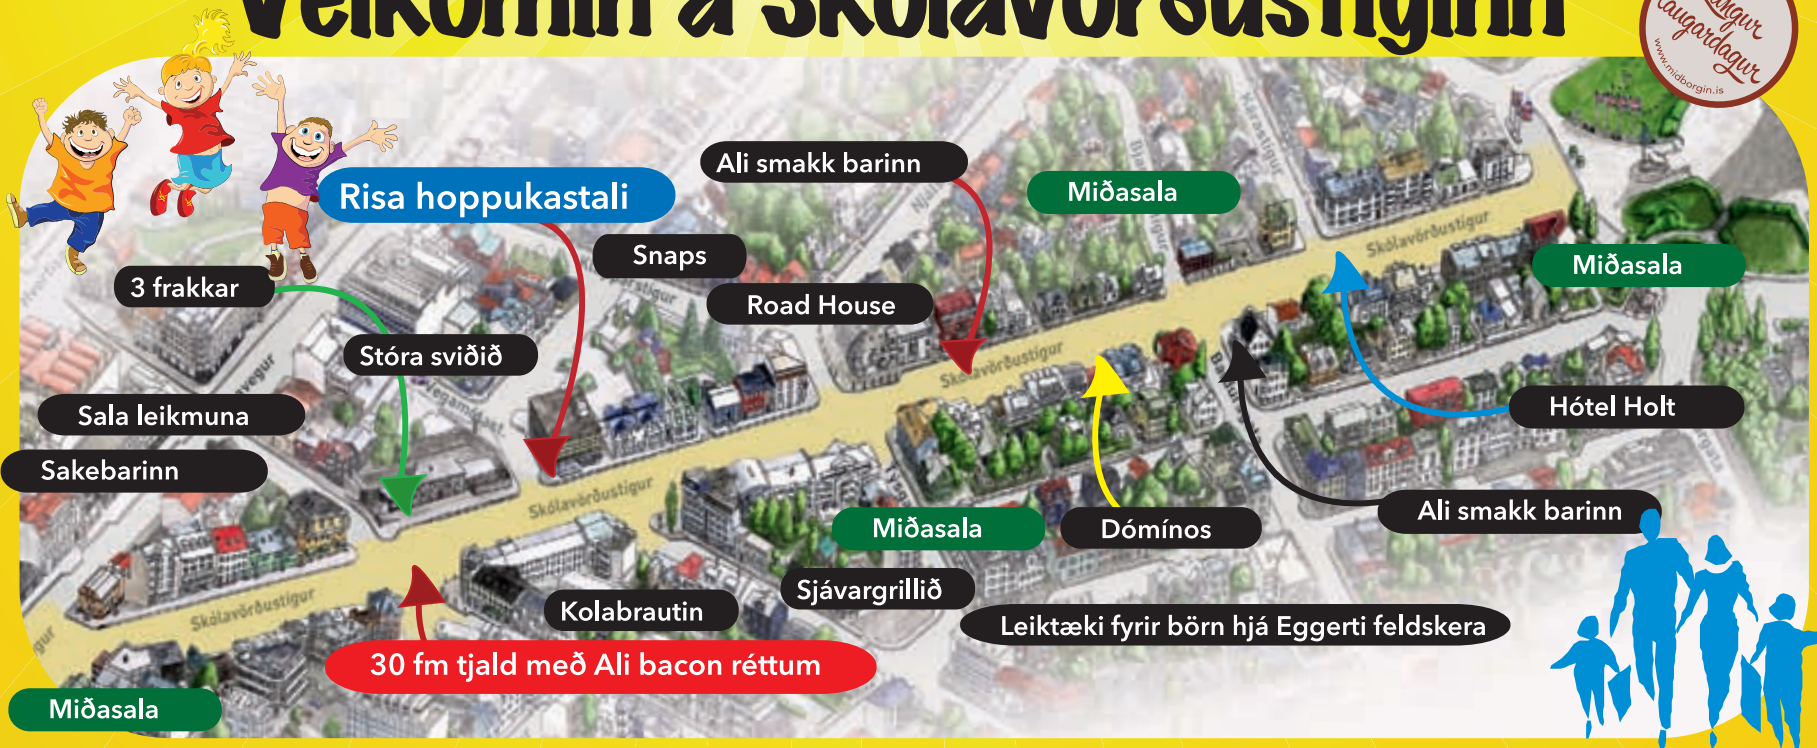 Velkomin á Skólavörðustíginn
Langur
laugardagur
www.midborgin.is
Risa hoppukastali
Ali smakk barinn
Miðasala
Snaps
Skólavörðustígur
Miðasala
3 frakkar
Road House
Stóra sviðið
Skólavörðustígur
Sala leikmuna
Hótel Holt
Sakebarinn
Skólavörðustígur
Ali smakk barinn
Miðasala
Dómínos
Sjávargrillið
Skólavörðustígur
Kolabrautin
Leiktæki fyrir börn hjá Eggerti feldskera
30 fm tjald með Ali bacon réttum
Miðasala